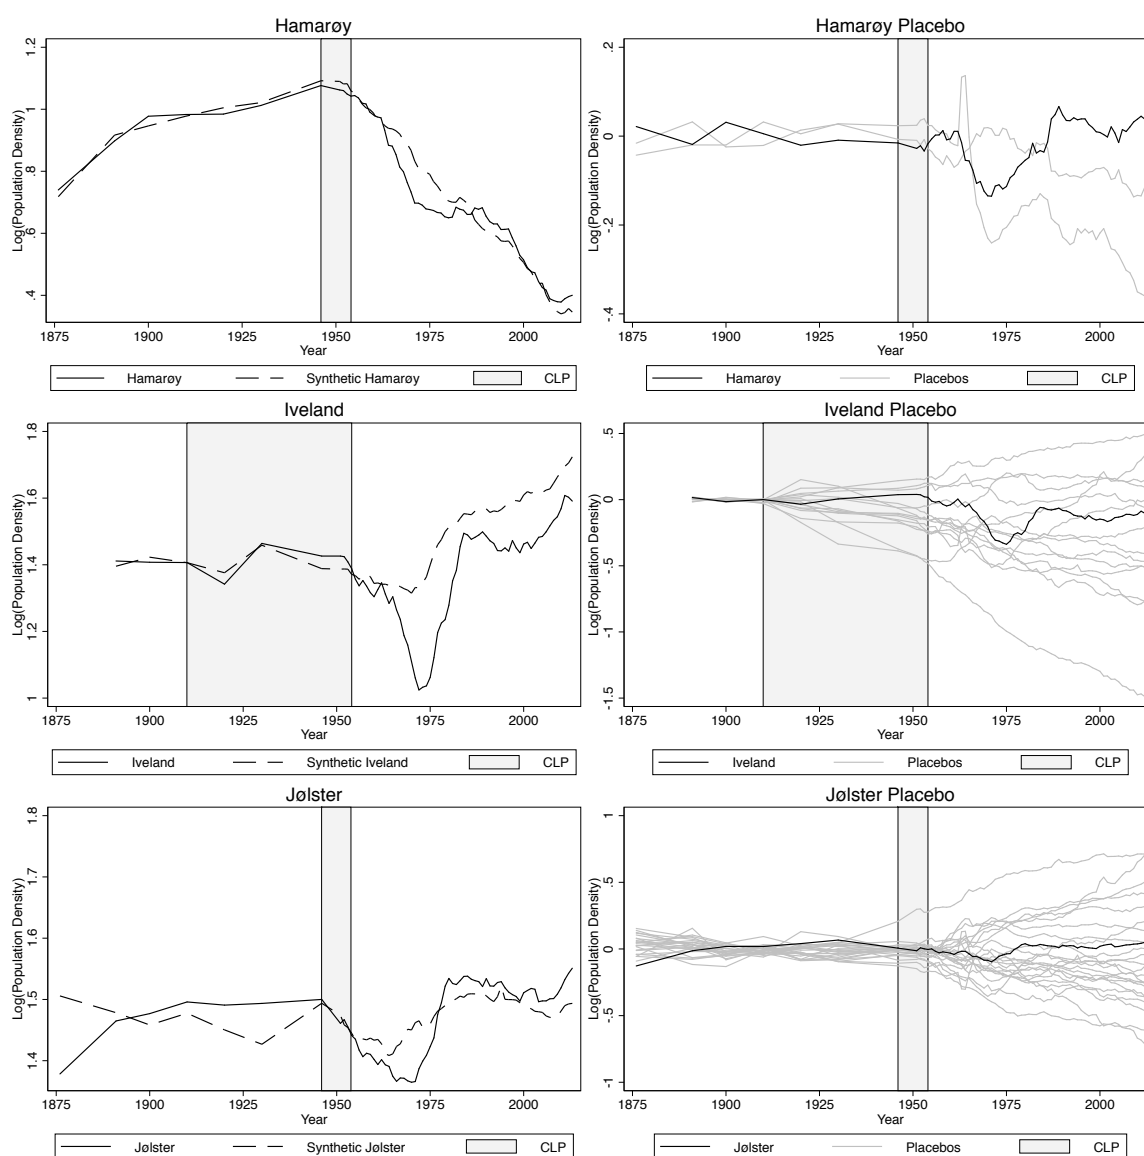 Hamarøy
Log(Population Density)
.4 .6 .8 1 1.2
1875 1900 1925 1950 1975 2000
Year
Hamarøy Synthetic Hamarøy CLP
Hamarøy Placebo
Log(Population Density)
-.4 -.2 0 .2
1875 1900 1925 1950 1975 2000
Year
Hamarøy Placebos CLP
Iveland
Log(Population Density)
1 1.2 1.4 1.6 1.8
1875 1900 1925 1950 1975 2000
Year
Iveland Synthetic Iveland CLP
Iveland Placebo
Log(Population Density)
-1.5 -1 -.5 0 .5
1875 1900 1925 1950 1975 2000
Year
Iveland Placebos CLP
Jølster
Log(Population Density)
1.4 1.5 1.6 1.7 1.8
1875 1900 1925 1950 1975 2000
Year
Jølster Synthetic Jølster CLP
Jølster Placebo
Log(Population Density)
-1 -.5 0 .5 1
1875 1900 1925 1950 1975 2000
Year
Jølster Placebos CLP